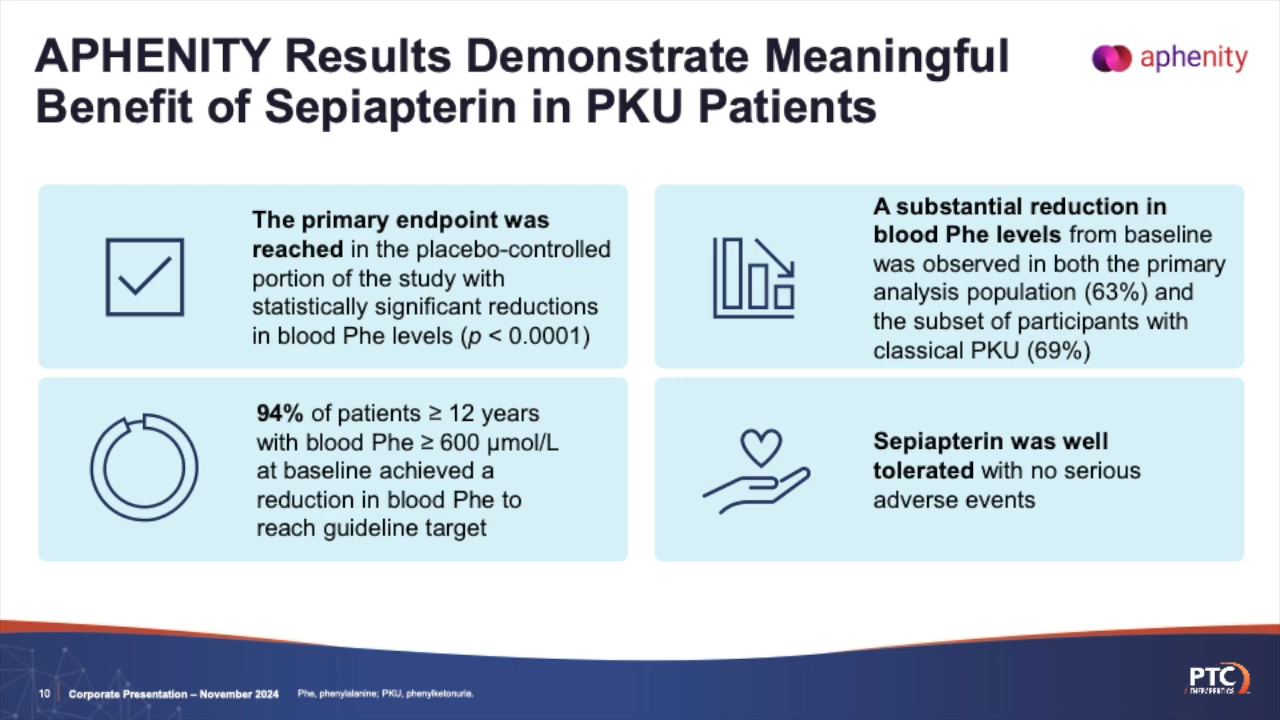 APHENITY Results Demonstrate Meaningful
Benefit of Sepiapterin in PKU Patients
aphenity
The primary endpoint was
reached in the placebo-controlled
portion of the study with
statistically significant reductions
in blood Phe levels (p < 0.0001)
A substantial reduction in
blood Phe levels from baseline
was observed in both the primary
analysis population (63%) and
the subset of participants with
classical PKU (69%)
94% of patients ≥ 12 years
with blood Phe ≥ 600 µmol/L
at baseline achieved a
reduction in blood Phe to
reach guideline target
Sepiapterin was well
tolerated with no serious
adverse events
10 Corporate Presentation – November 2024 Phe, phenylalanine; PKU, phenylketonuria.
PTC
THERAPEUTICS